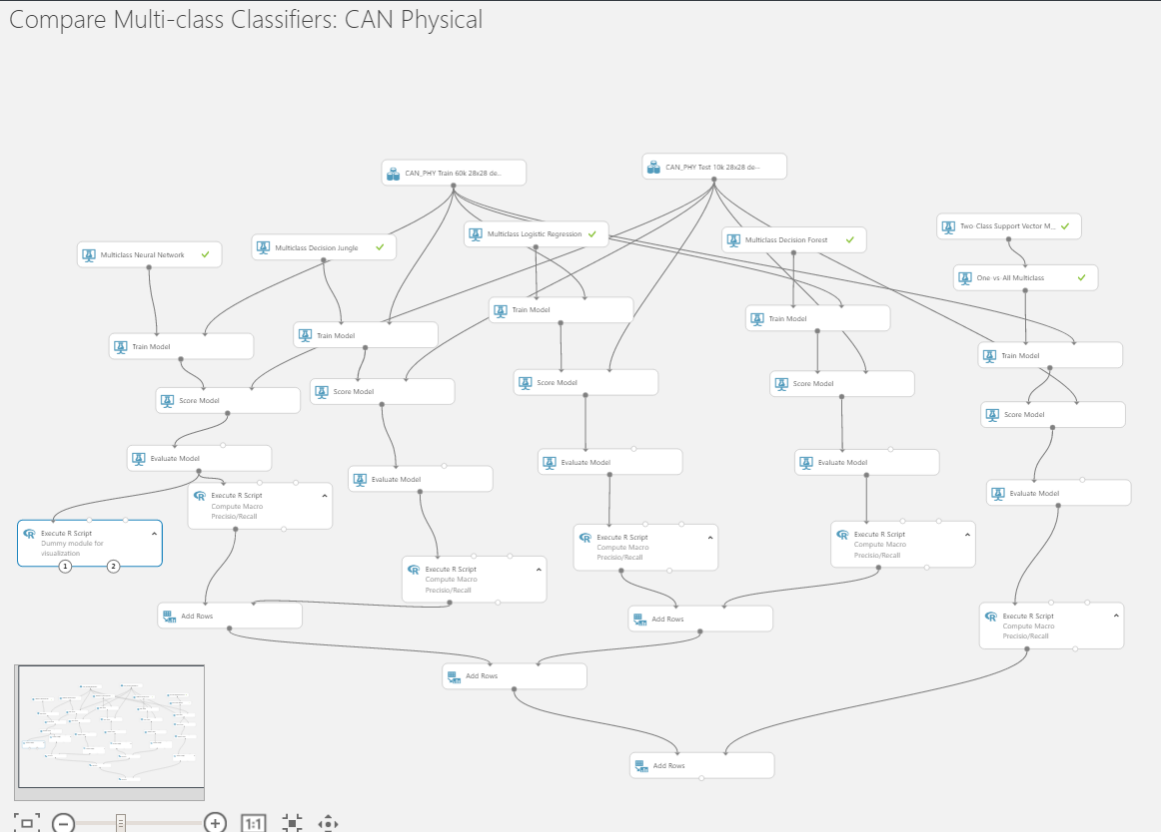 Compare Multi-class Classifiers: CAN Physical
CAN_PHY Train 60k 28x28 de..
CAN_PHY Test 10k 28x28 de--
Multiclass Neural Network
Multiclass Decision Jungle
Multiclass Logistic Regression
Multiclass Decision Forest
Two-Class Support Vector M...
One-vs-All Multiclass
Train Model
Train Model
Train Model
Train Model
Train Model
Score Model
Score Model
Score Model
Score Model
Score Model
Evaluate Model
Evaluate Model
Evaluate Model
Evaluate Model
Evaluate Model
Execute R Script
Dummy module for
visualization
1
2
Execute R Script
Compute Macro
Precisio/Recall
Execute R Script
Compute Macro
Precisio/Recall
Execute R Script
Compute Macro
Precisio/Recall
Execute R Script
Compute Macro
Precisio/Recall
Execute R Script
Compute Macro
Precisio/Recall
Add Rows
Add Rows
Add Rows
Add Rows
1:1